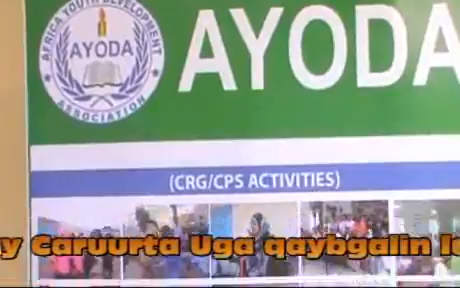 AFRICA YOUTH DEVELOPMENT
AYODA
ASSOCIATION
AYODA
(CRG/CPS ACTIVITIES)
y Caruurta Uga qaybgalin